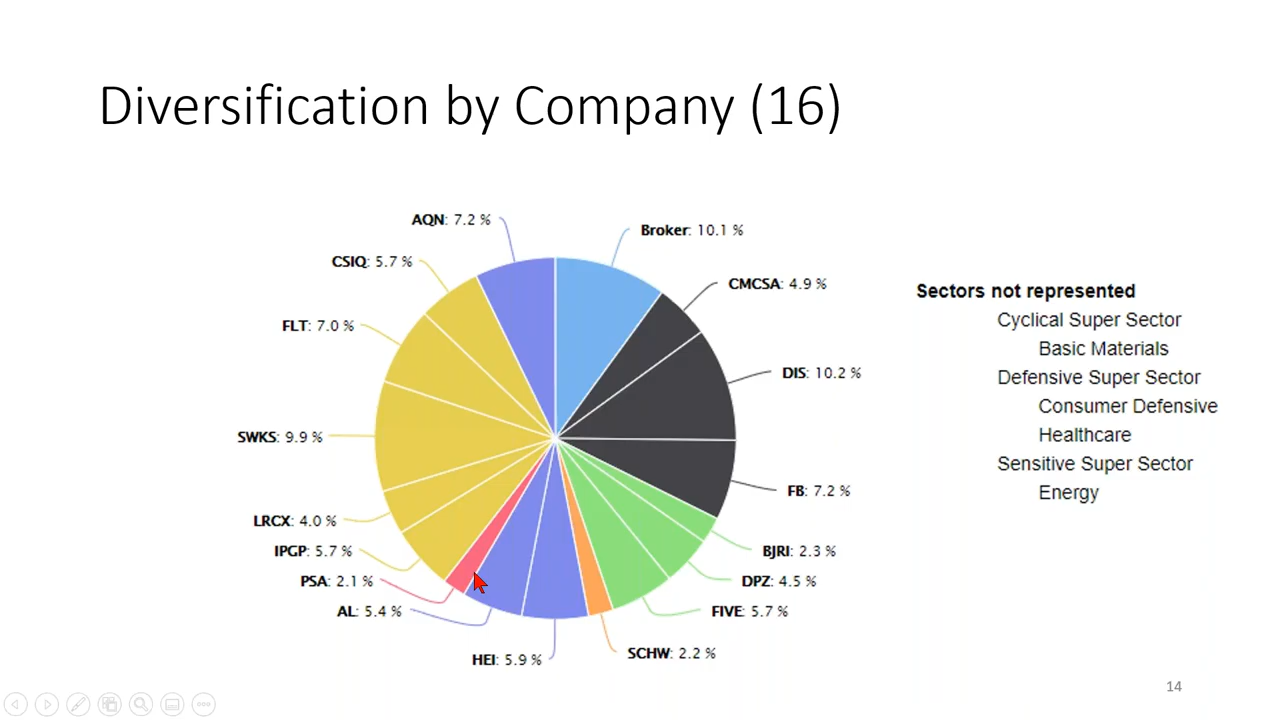 Diversification by Company (16)
AQN: 7.2 %
Broker: 10.1 %
CSIQ: 5.7 %
CMCSA: 4.9 %
FLT: 7.0 %
DIS: 10.2 %
SWKS: 9.9 %
FB: 7.2 %
LRCX: 4.0 %
IPGP: 5.7 %
BJRI: 2.3 %
PSA: 2.1 %
DPZ: 4.5 %
AL: 5.4 %
FIVE: 5.7 %
HEI: 5.9 %
SCHW: 2.2 %
Sectors not represented
Cyclical Super Sector
Basic Materials
Defensive Super Sector
Consumer Defensive
Healthcare
Sensitive Super Sector
Energy
14